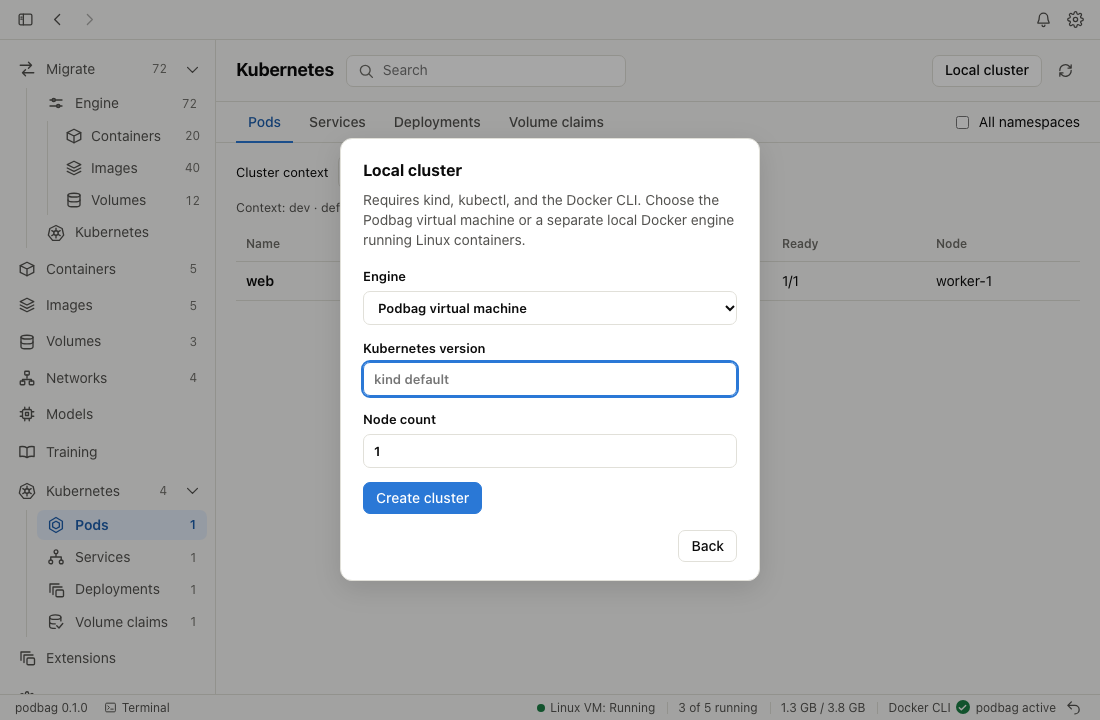 Migrate 72
Engine 72
Containers 20
Images 40
Volumes 12
Kubernetes
Containers 5
Images 5
Volumes 3
Networks 4
Models
Training
Kubernetes 4
Pods 1
Services 1
Deployments 1
Volume claims 1
Extensions
Kubernetes
Search
Local cluster
Pods Services Deployments Volume claims
All namespaces
Cluster context
Context: dev · def
Name Ready Node
web 1/1 worker-1
Local cluster
Requires kind, kubectl, and the Docker CLI. Choose the
Podbag virtual machine or a separate local Docker engine
running Linux containers.
Engine
Podbag virtual machine
Kubernetes version
kind default
Node count
1
Create cluster
Back
podbag 0.1.0 Terminal Linux VM: Running 3 of 5 running 1.3 GB / 3.8 GB Docker CLI podbag active